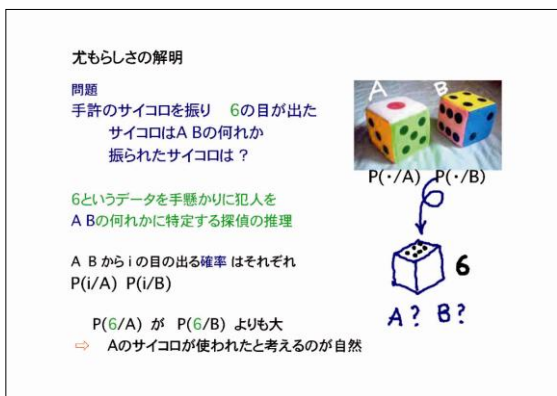 尤もらしさの解明
問題
手許のサイコロを振り 6の目が出た
サイコロはA Bの何れか
振られたサイコロは ?
6というデータを手懸かりに犯人を
A Bの何れかに特定する探偵の推理
A B から i の目の出る確率 はそれぞれ
P(i/A) P(i/B)
P(6/A) が P(6/B) よりも大
⇨ Aのサイコロが使われたと考えるのが自然
A B
P(・/A) P(・/B)
6
A? B?